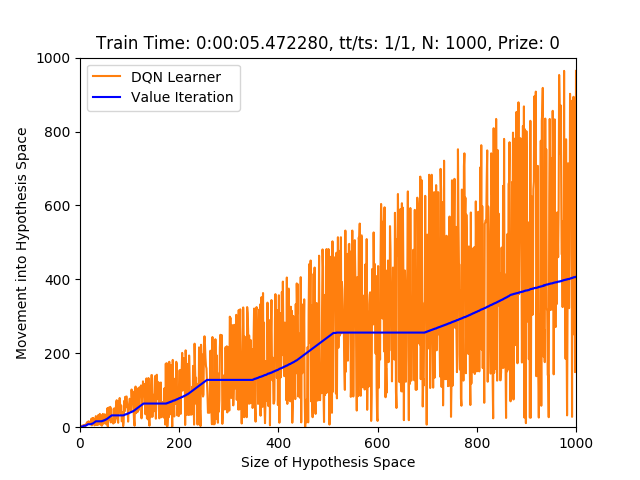 Train Time: 0:00:05.472280, tt/ts: 1/1, N: 1000, Prize: 0
DQN Learner
Value Iteration
Movement into Hypothesis Space
1000
800
600
400
200
0
0 200 400 600 800 1000
Size of Hypothesis Space